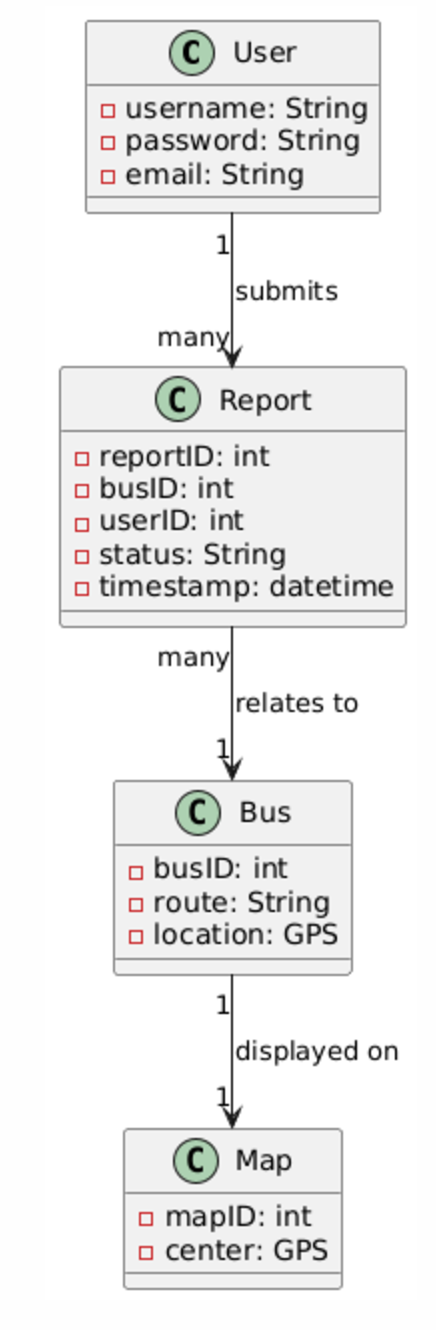 C User
username: String
password: String
email: String
1
submits
many
C Report
reportID: int
busID: int
userID: int
status: String
timestamp: datetime
many
relates to
1
C Bus
busID: int
route: String
location: GPS
1
displayed on
1
C Map
mapID: int
center: GPS